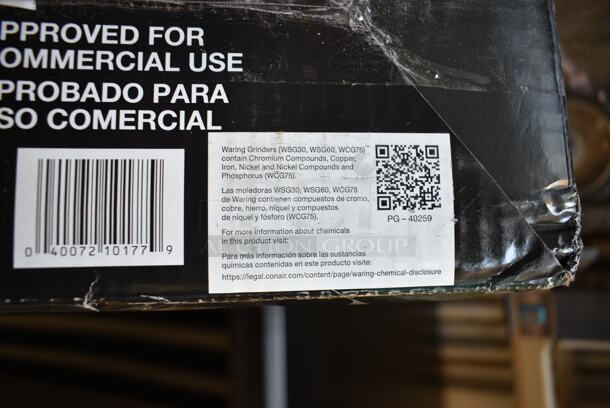 PPROVED FOR
OMMERCIAL USE
PROBADO PARA
SO COMERCIAL
Waring Grinders (WSG30, WSG60, WCG75)
contain Chromium Compounds, Copper,
Iron, Nickel and Nickel Compounds and
Phosphorus (WCG75).
Las moledoras WSG30, WSG60, WCG75
de Waring contienen compuestos de cromo,
cobre, hierro, níquel y compuestos
de níquel y fósforo (WCG75).
For more information about chemicals
in this product visit:
Para más información sobre las sustancias
químicas contenidas en este producto visite:
https://legal.conair.com/content/page/waring-chemical-disclosure
PG – 40259
0 40072 10177 9
AUCTION GROUP